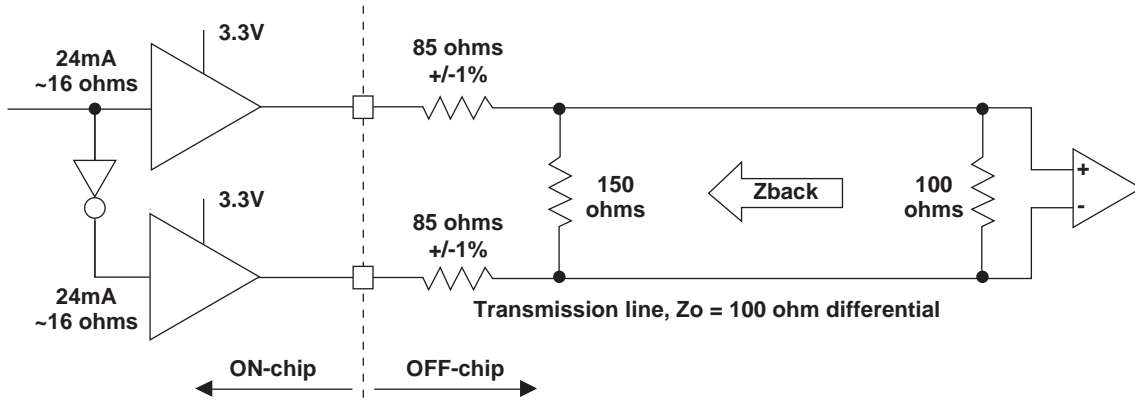 3.3V
24mA
~16 ohms
85 ohms
+/-1%
150
ohms
Zback
100
ohms
+
-
3.3V
85 ohms
+/-1%
24mA
~16 ohms
Transmission line, Zo = 100 ohm differential
ON-chip
OFF-chip